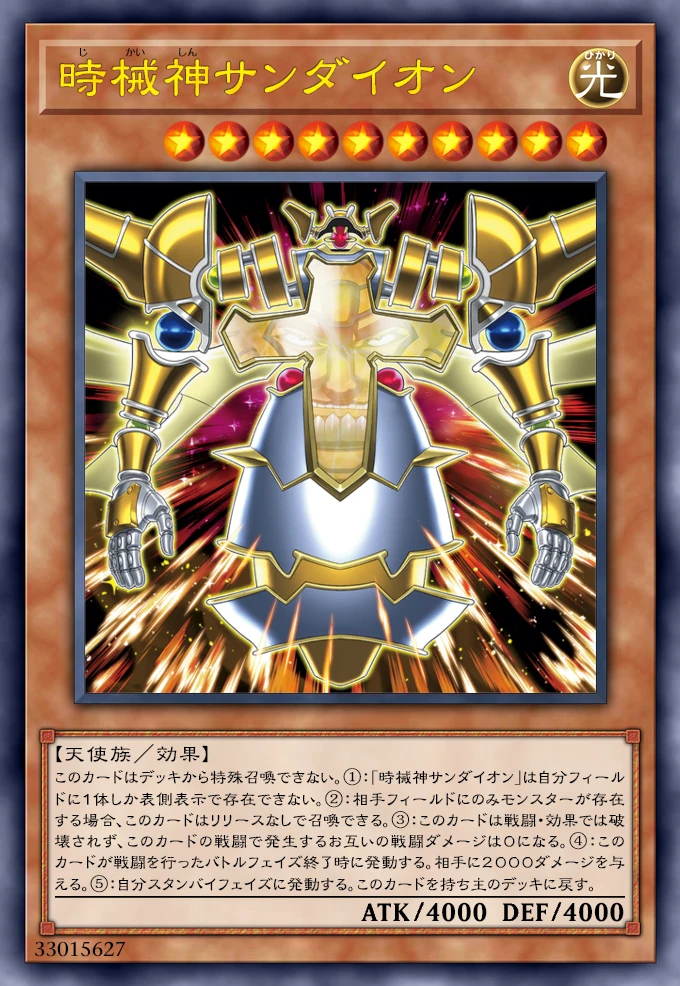 じ かい しん
時械神サンダイオン
ひかり
光
【天使族／効果】
このカードはデッキから特殊召喚できない。①：「時械神サンダイオン」は自分フィール
ドに１体しか表側表示で存在できない。②：相手フィールドにのみモンスターが存在
する場合、このカードはリリースなしで召喚できる。③：このカードは戦闘・効果では破
壊されず、このカードの戦闘で発生するお互いの戦闘ダメージは０になる。④：この
カードが戦闘を行ったバトルフェイズ終了時に発動する。相手に２０００ダメージを与
える。⑤：自分スタンバイフェイズに発動する。このカードを持ち主のデッキに戻す。
ATK/4000 DEF/4000
33015627